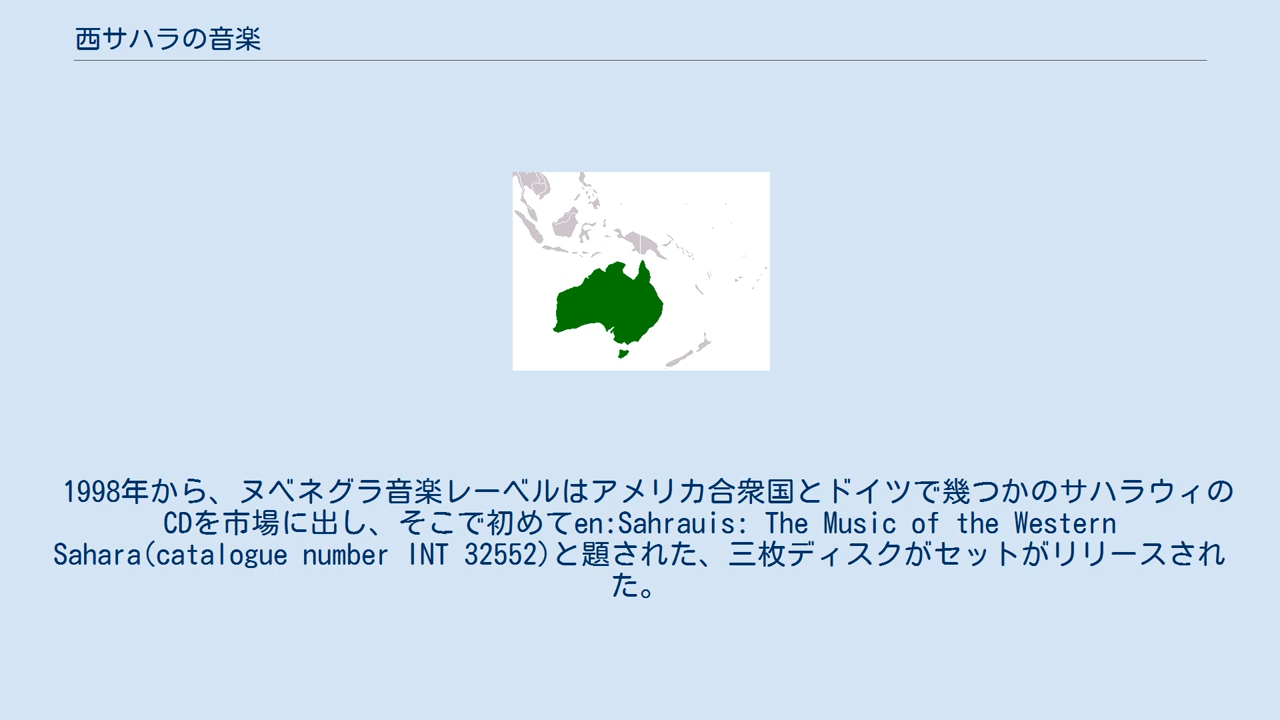 西サハラの音楽
1998年から、ヌベネグラ音楽レーベルはアメリカ合衆国とドイツで幾つかのサハラウィの
CDを市場に出し、そこで初めてen:Sahrauis: The Music of the Western
Sahara(catalogue number INT 32552)と題された、三枚ディスクがセットがリリースされ
た。